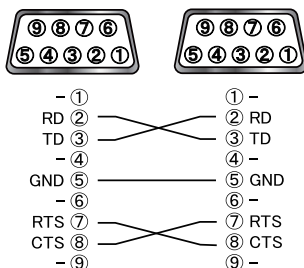 ⑨⑧⑦⑥ ⑨⑧⑦⑥
⑤④③②① ⑤④③②①
– ① ① –
RD ② ② RD
TD ③ ③ TD
– ④ ④ –
GND ⑤ ⑤ GND
– ⑥ ⑥ –
RTS ⑦ ⑦ RTS
CTS ⑧ ⑧ CTS
– ⑨ ⑨ –